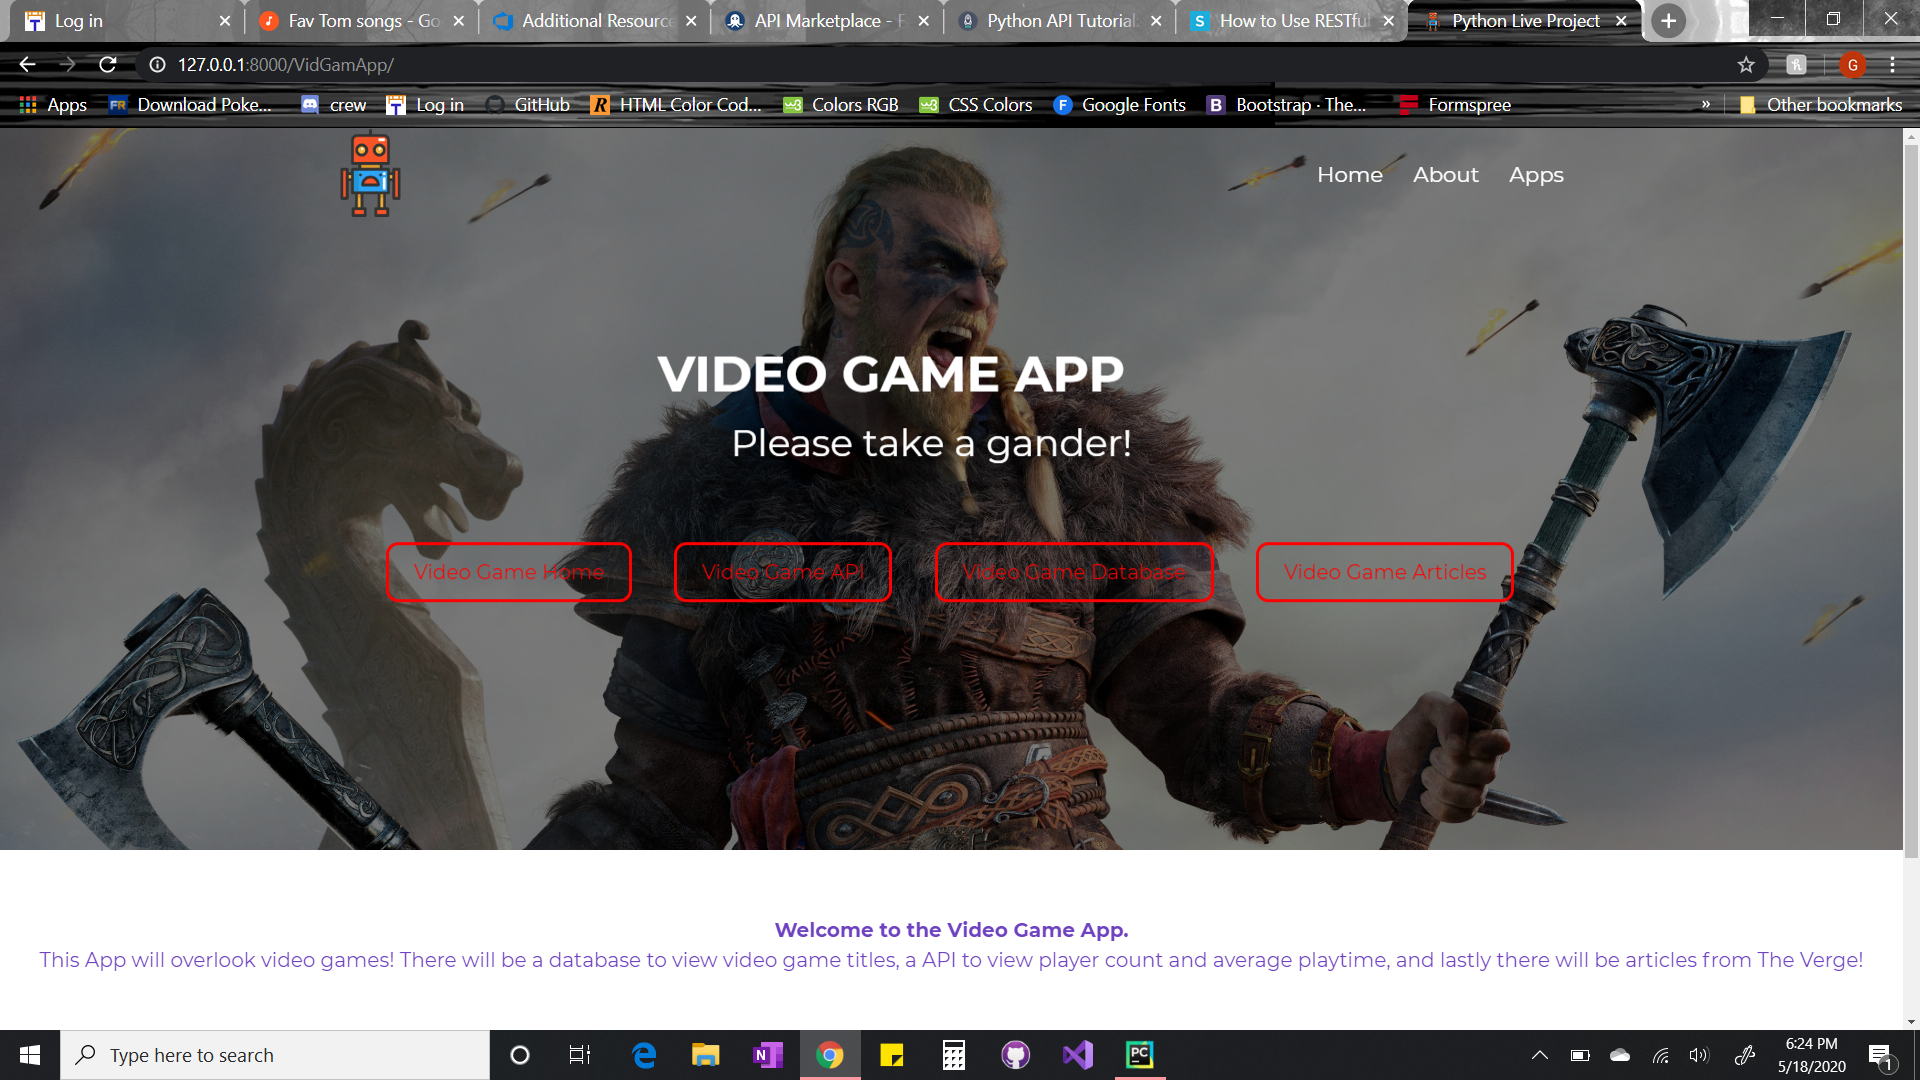 Log in
Fav Tom songs - Go
Additional Resource
API Marketplace -
Python API Tutorial
How to Use RESTfu
Python Live Project
127.0.0.1:8000/VidGamApp/
G
Apps
Download Poke...
crew
Log in
GitHub
HTML Color Cod...
Colors RGB
CSS Colors
Google Fonts
Bootstrap · The...
Formspree
»
Other bookmarks
Home
About
Apps
VIDEO GAME APP
Please take a gander!
Video Game Home
Video Game API
Video Game Database
Video Game Articles
Welcome to the Video Game App.
This App will overlook video games! There will be a database to view video game titles, a API to view player count and average playtime, and lastly there will be articles from The Verge!
Type here to search
6:24 PM
5/18/2020
1